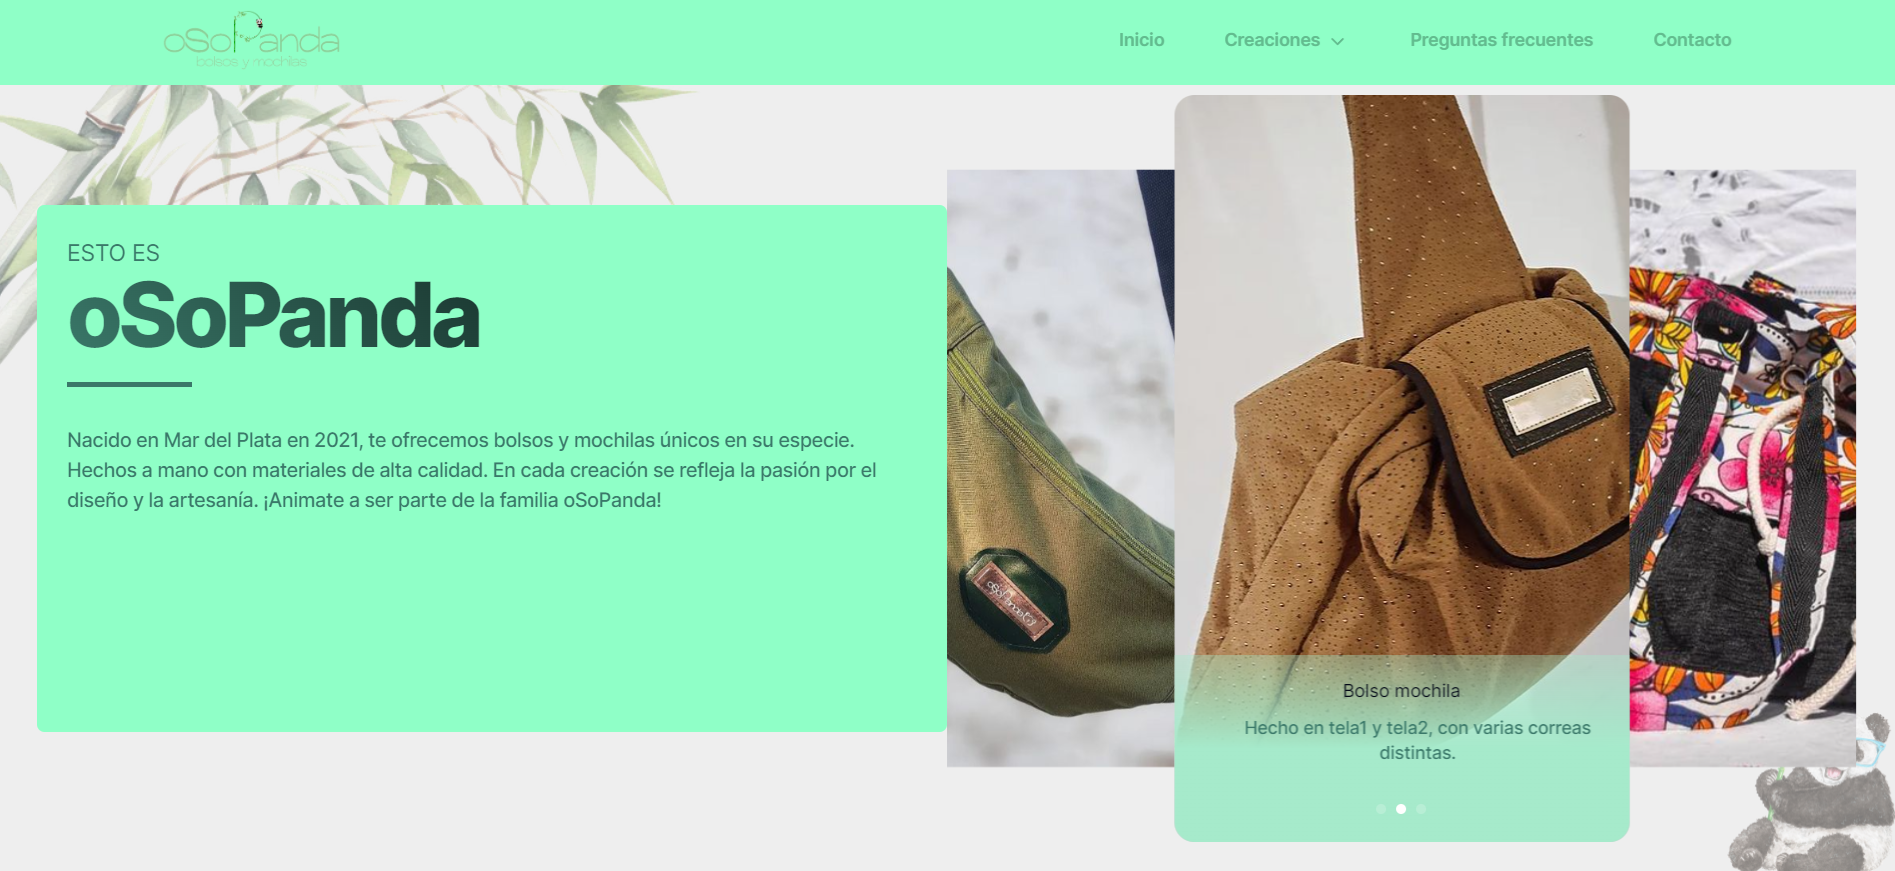 oSoPanda
bolsos y mochilas
Inicio
Creaciones
Preguntas frecuentes
Contacto
ESTO ES
oSoPanda
Nacido en Mar del Plata en 2021, te ofrecemos bolsos y mochilas únicos en su especie.
Hechos a mano con materiales de alta calidad. En cada creación se refleja la pasión por el
diseño y la artesanía. ¡Animate a ser parte de la familia oSoPanda!
oSoPanda
Bolso mochila
Hecho en tela1 y tela2, con varias correas
distintas.